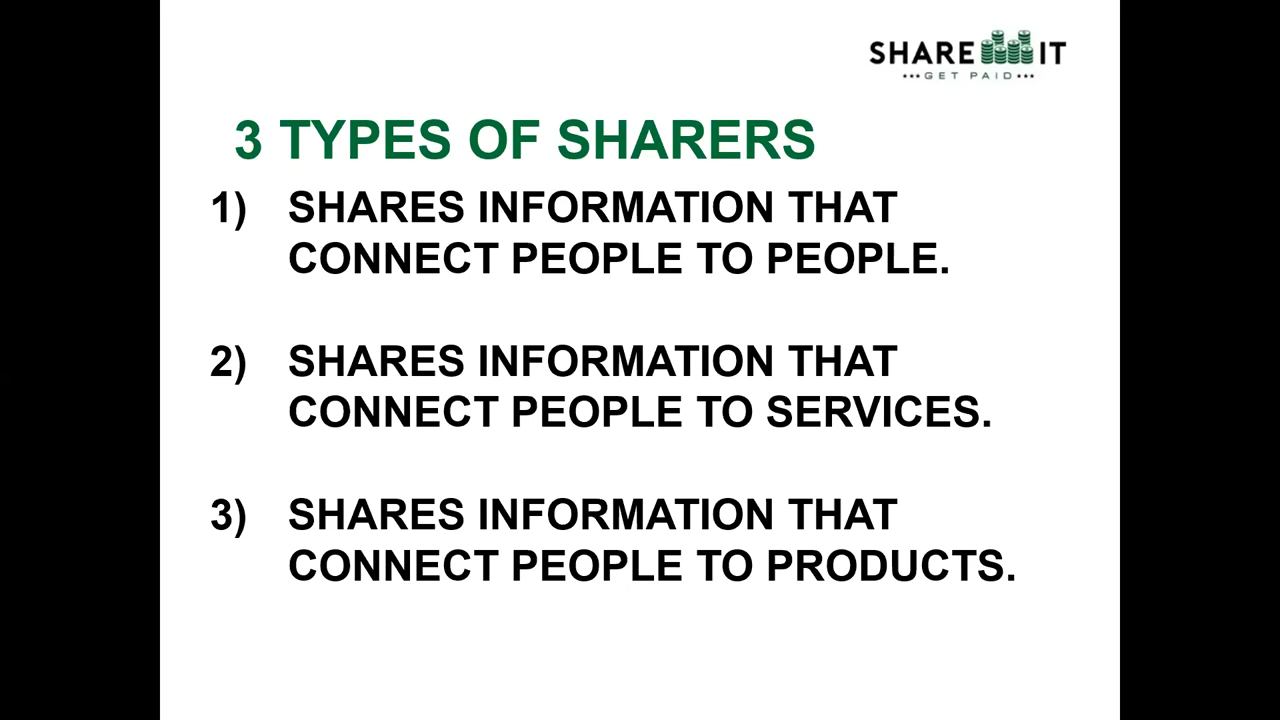 SHARE IT
GET PAID
3 TYPES OF SHARERS
1) SHARES INFORMATION THAT
CONNECT PEOPLE TO PEOPLE.
2) SHARES INFORMATION THAT
CONNECT PEOPLE TO SERVICES.
3) SHARES INFORMATION THAT
CONNECT PEOPLE TO PRODUCTS.